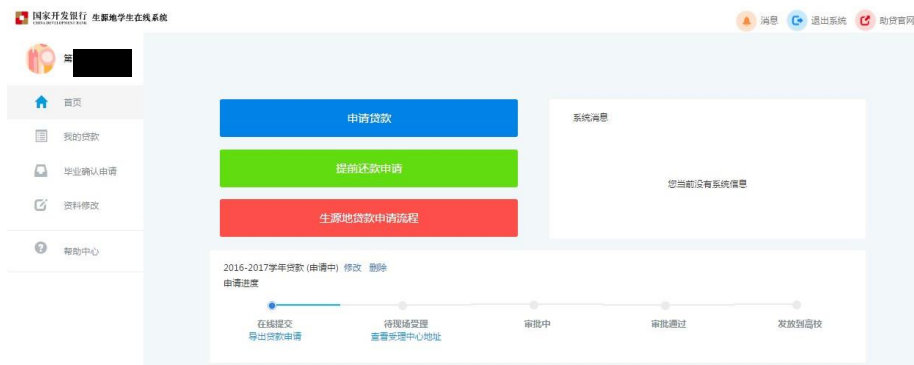 国家开发银行 生源地学生在线系统
CHINA DEVELOPMENT BANK
消息 退出系统 助贷官网
首页
我的贷款
毕业确认申请
资料修改
帮助中心
申请贷款
提前还款申请
生源地贷款申请流程
系统消息
您当前没有系统信息
2016-2017学年贷款 (申请中) 修改 删除
申请进度
在线提交 待现场受理 审批中 审批通过 发放到高校
导出贷款申请 查看受理中心地址